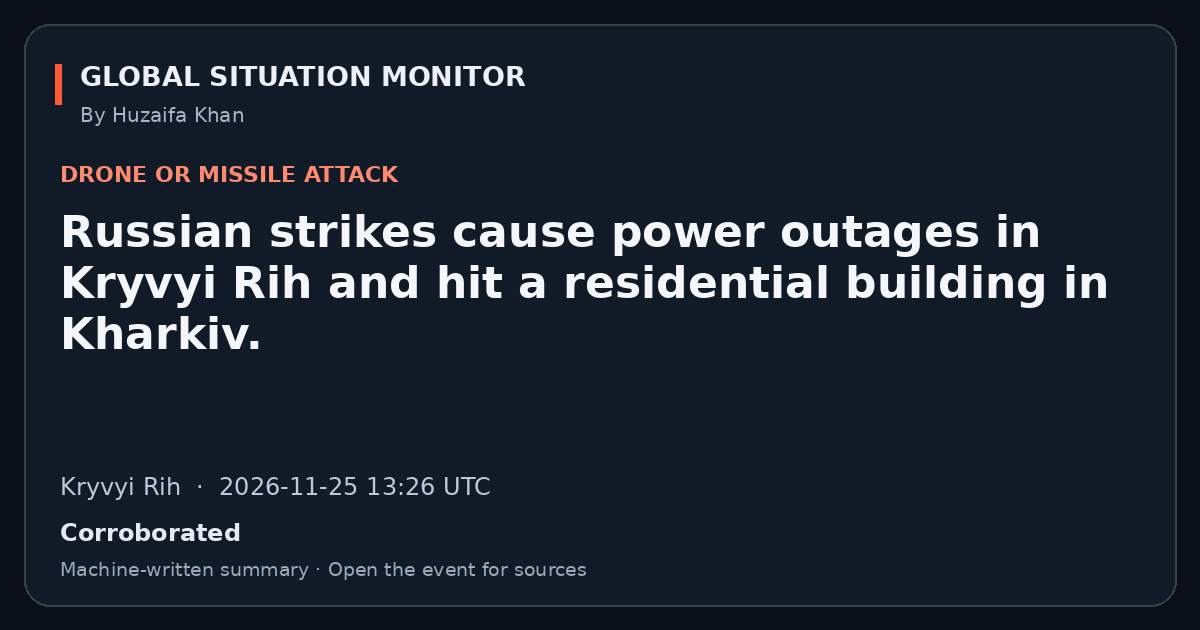 GLOBAL SITUATION MONITOR
By Huzaifa Khan
DRONE OR MISSILE ATTACK
Russian strikes cause power outages in
Kryvyi Rih and hit a residential building in
Kharkiv.
Kryvyi Rih · 2026-11-25 13:26 UTC
Corroborated
Machine-written summary · Open the event for sources